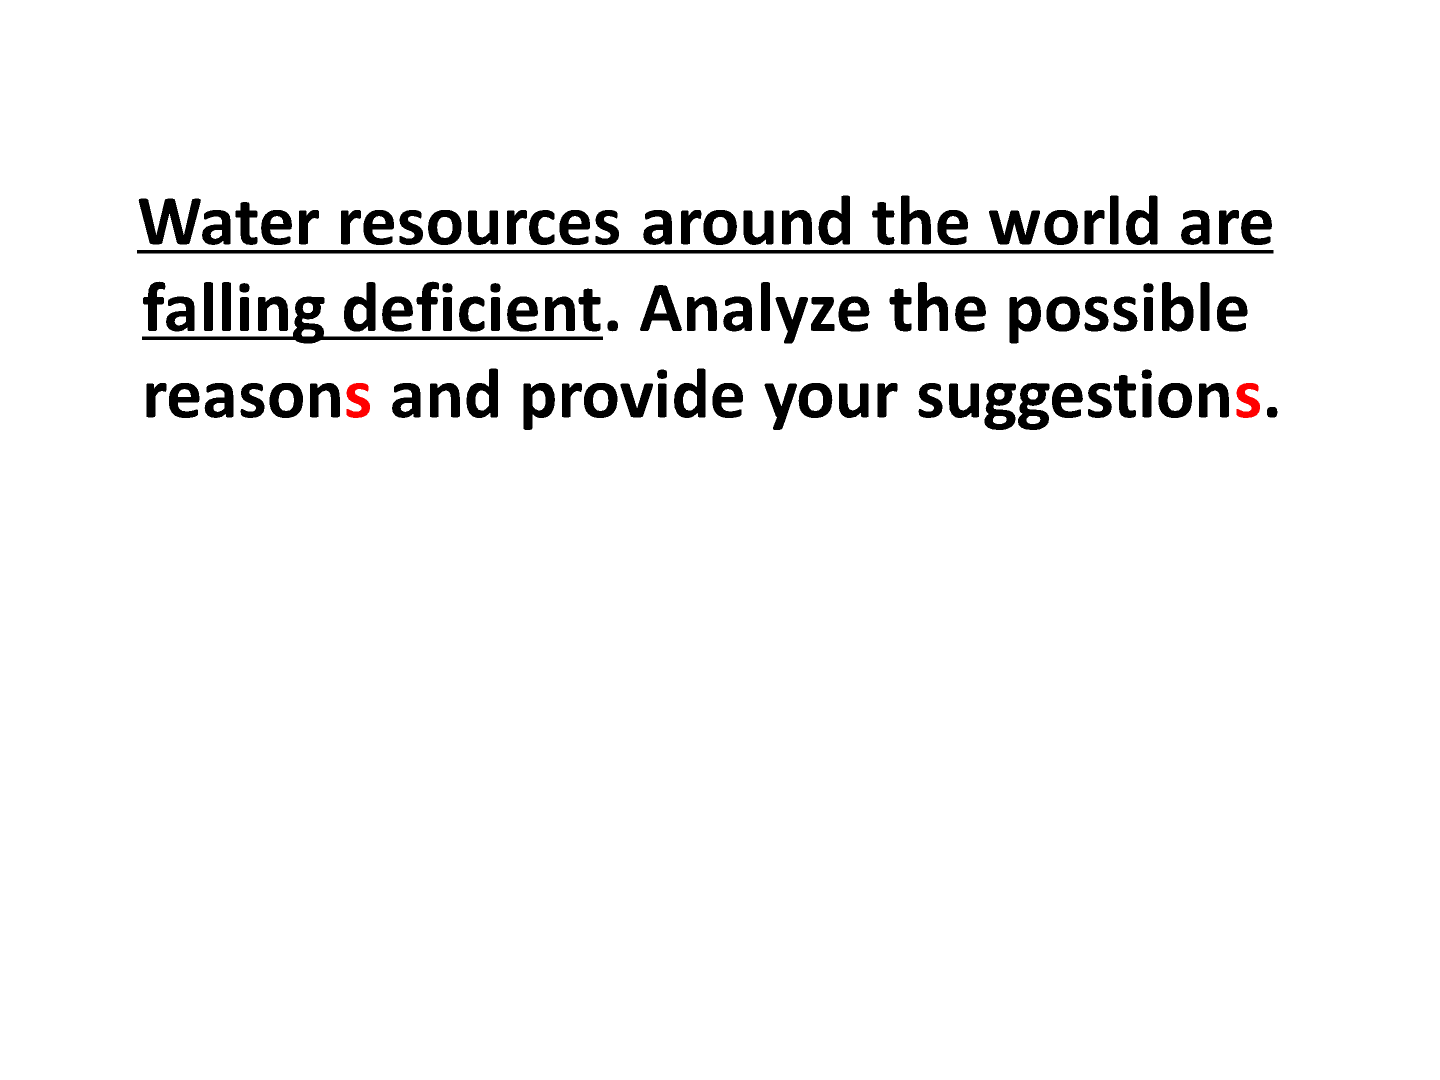 Water resources around the world are
falling deficient. Analyze the possible
reasons and provide your suggestions.